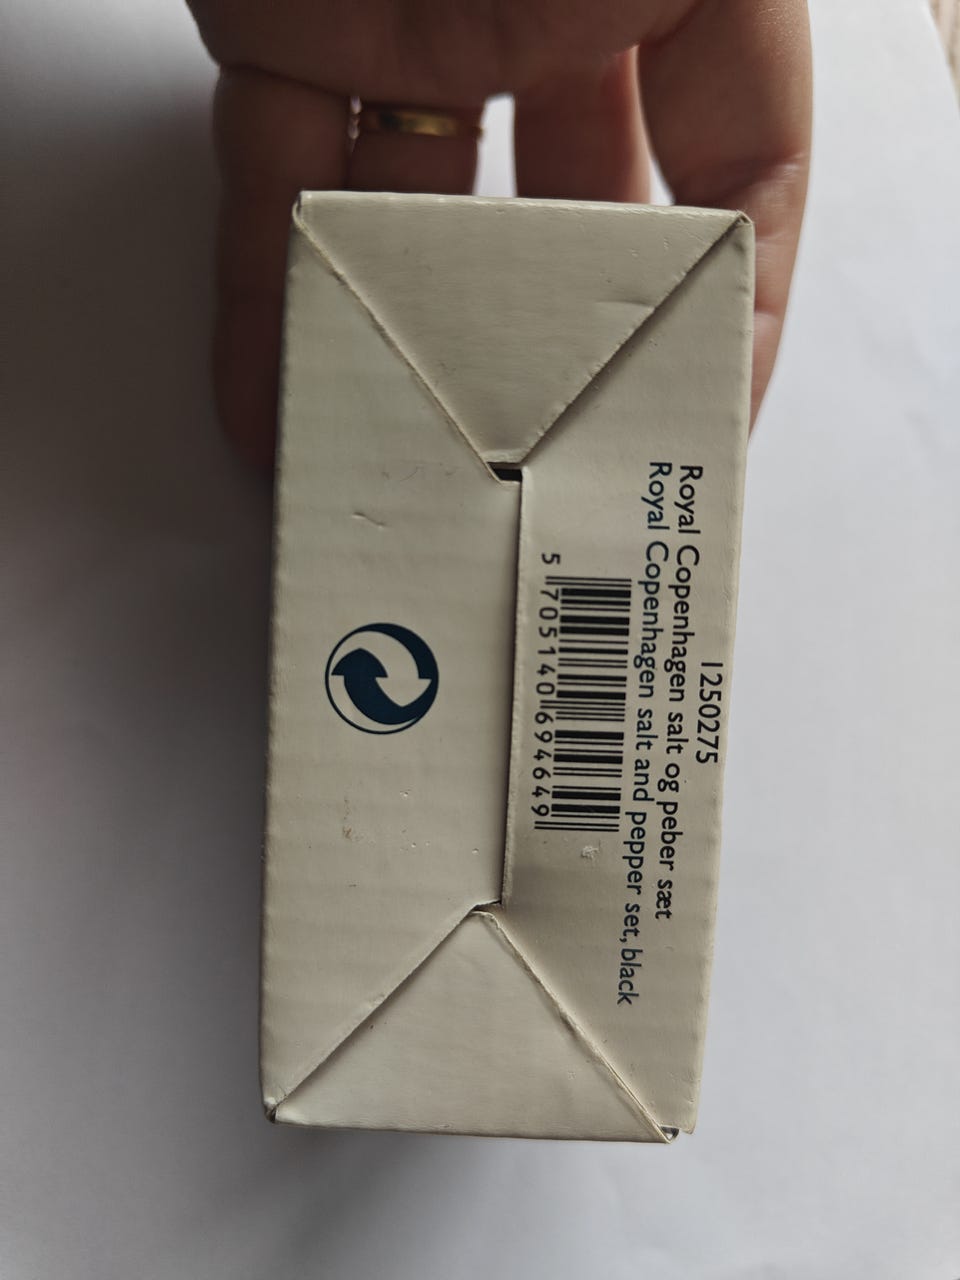 1250275
Royal Copenhagen salt og peber sæt
Royal Copenhagen salt and pepper set, black
5 705140 694649